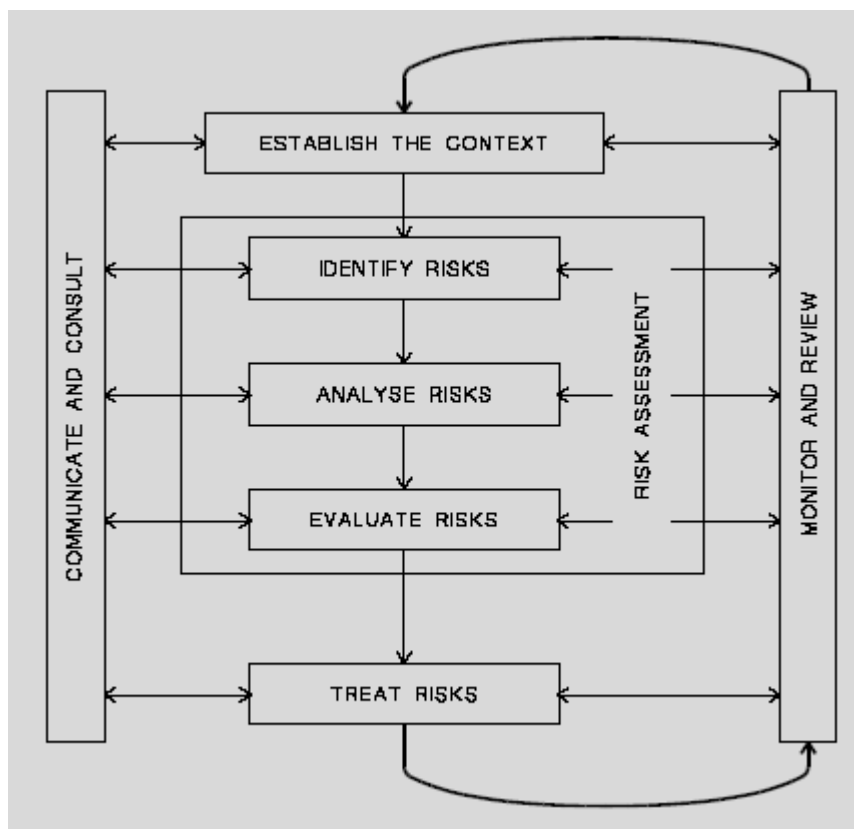 ESTABLISH THE CONTEXT
COMMUNICATE AND CONSULT
IDENTIFY RISKS
ANALYSE RISKS
EVALUATE RISKS
RISK ASSESSMENT
MONITOR AND REVIEW
TREAT RISKS